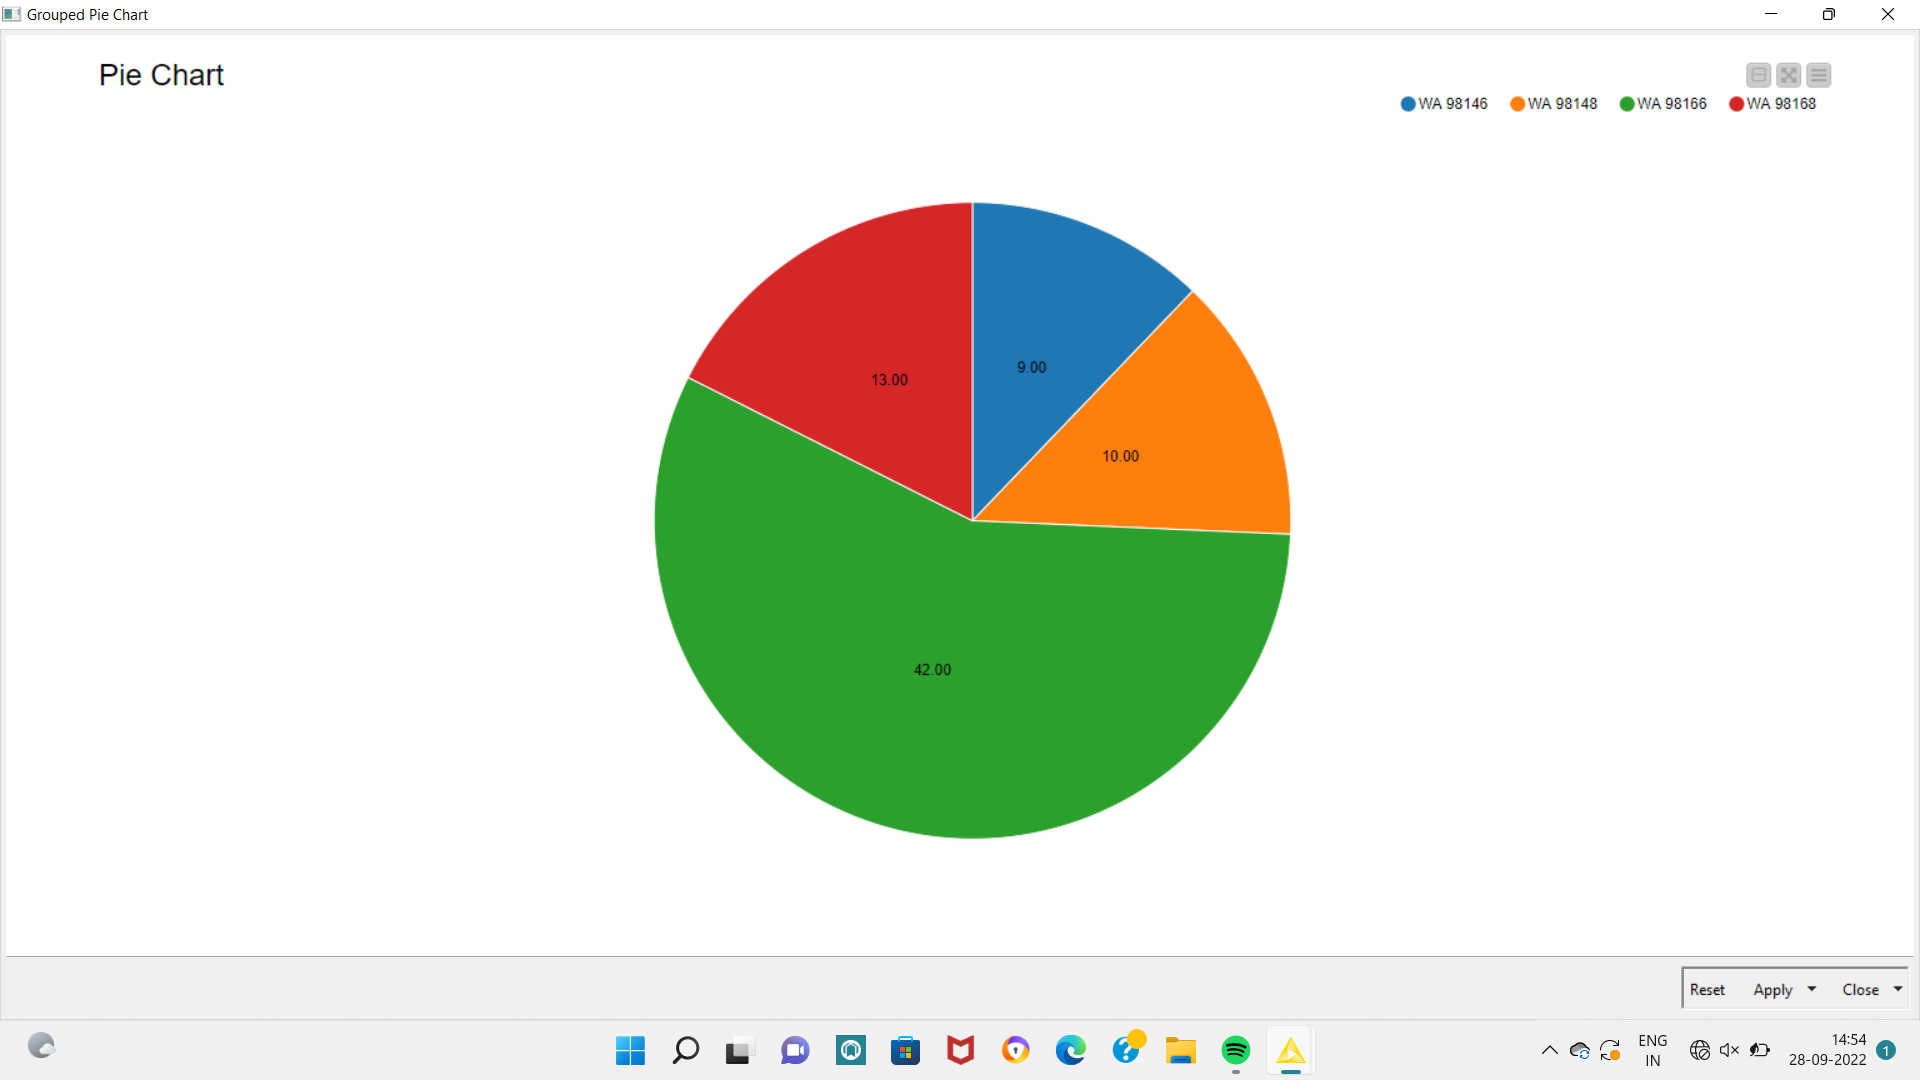 Grouped Pie Chart
Pie Chart
WA 98146 WA 98148 WA 98166 WA 98168
9.00
13.00
10.00
42.00
Reset Apply Close
ENG
IN
14:54
28-09-2022
1